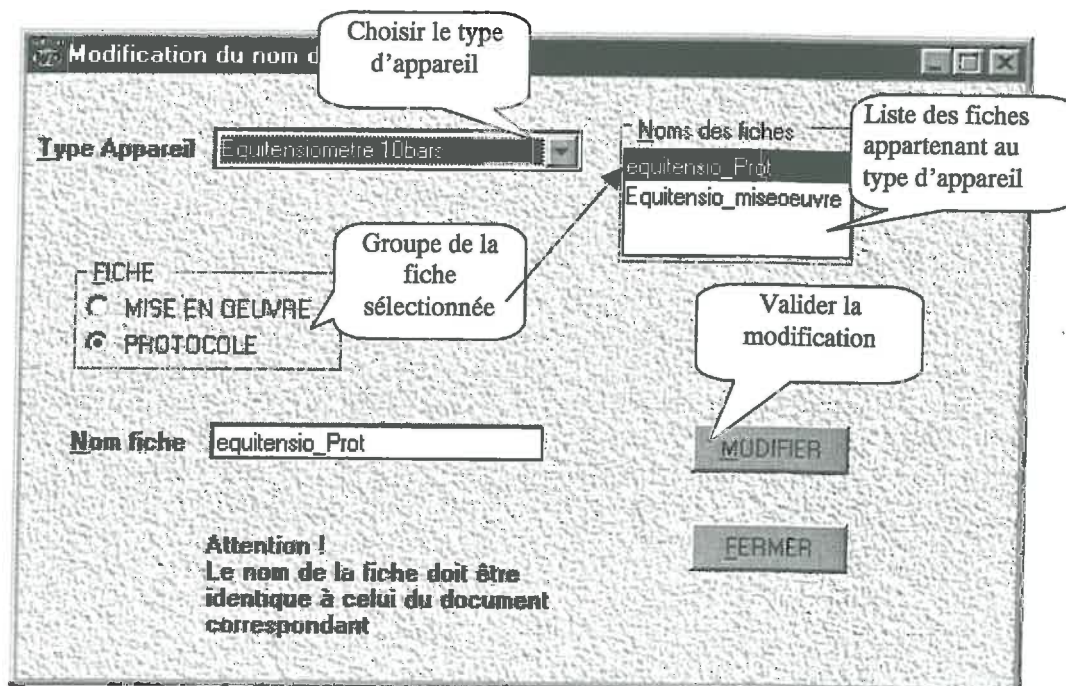 Choisir le type
d'appareil
Modification du nom d
Type Appareil
Equitensiometre 10bars
Noms des fiches
equitensio_Prot
Equitensio_miseoeuvre
Liste des fiches
appartenant au
type d'appareil
Groupe de la
fiche
sélectionnée
FICHE
MISE EN OEUVRE
PROTOCOLE
Valider la
modification
Nom fiche
equitensio_Prot
MODIFIER
FERMER
Attention !
Le nom de la fiche doit être
identique à celui du document
correspondant